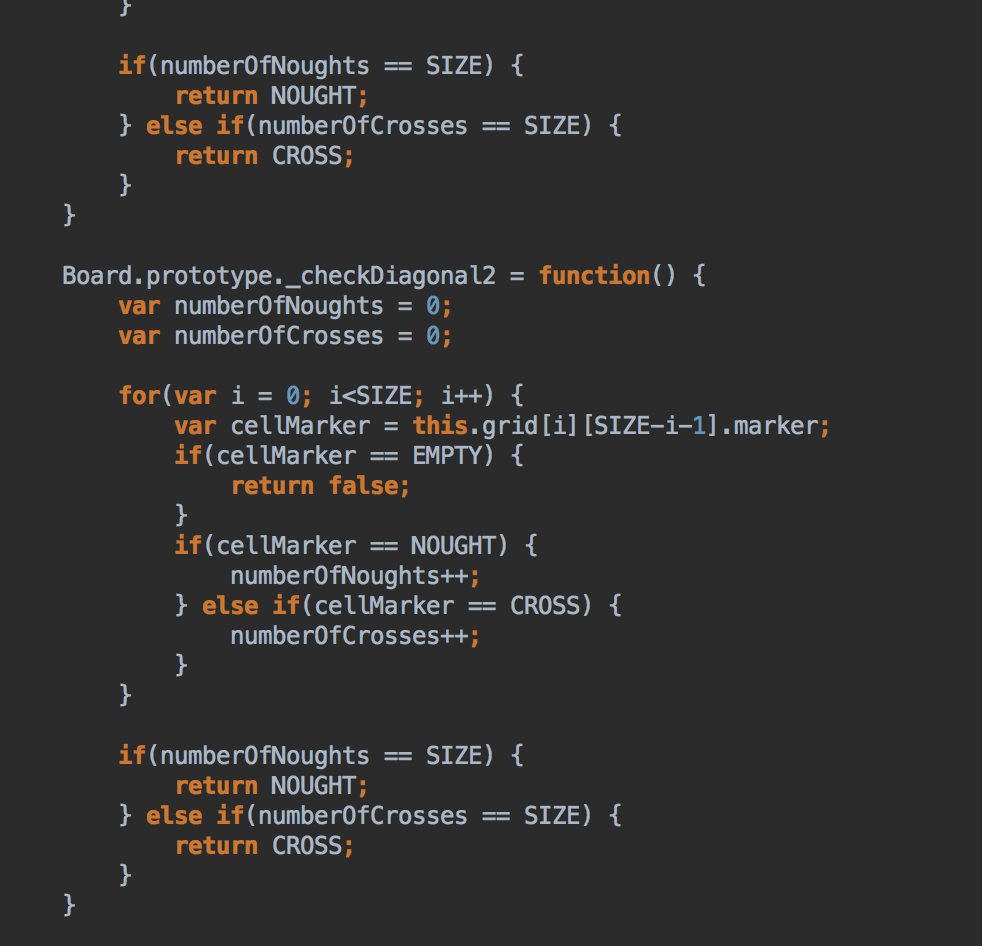 }
if(numberOfNoughts == SIZE) {
return NOUGHT;
} else if(numberOfCrosses == SIZE) {
return CROSS;
}
}
Board.prototype._checkDiagonal2 = function() {
var numberOfNoughts = 0;
var numberOfCrosses = 0;
for(var i = 0; i<SIZE; i++) {
var cellMarker = this.grid[i][SIZE-i-1].marker;
if(cellMarker == EMPTY) {
return false;
}
if(cellMarker == NOUGHT) {
numberOfNoughts++;
} else if(cellMarker == CROSS) {
numberOfCrosses++;
}
}
if(numberOfNoughts == SIZE) {
return NOUGHT;
} else if(numberOfCrosses == SIZE) {
return CROSS;
}
}